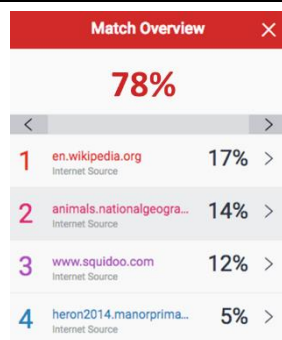 Match Overview ×
78%
< >
1 en.wikipedia.org 17% >
Internet Source
2 animals.nationalgeogra... 14% >
Internet Source
3 www.squidoo.com 12% >
Internet Source
4 heron2014.manorprima... 5% >
Internet Source